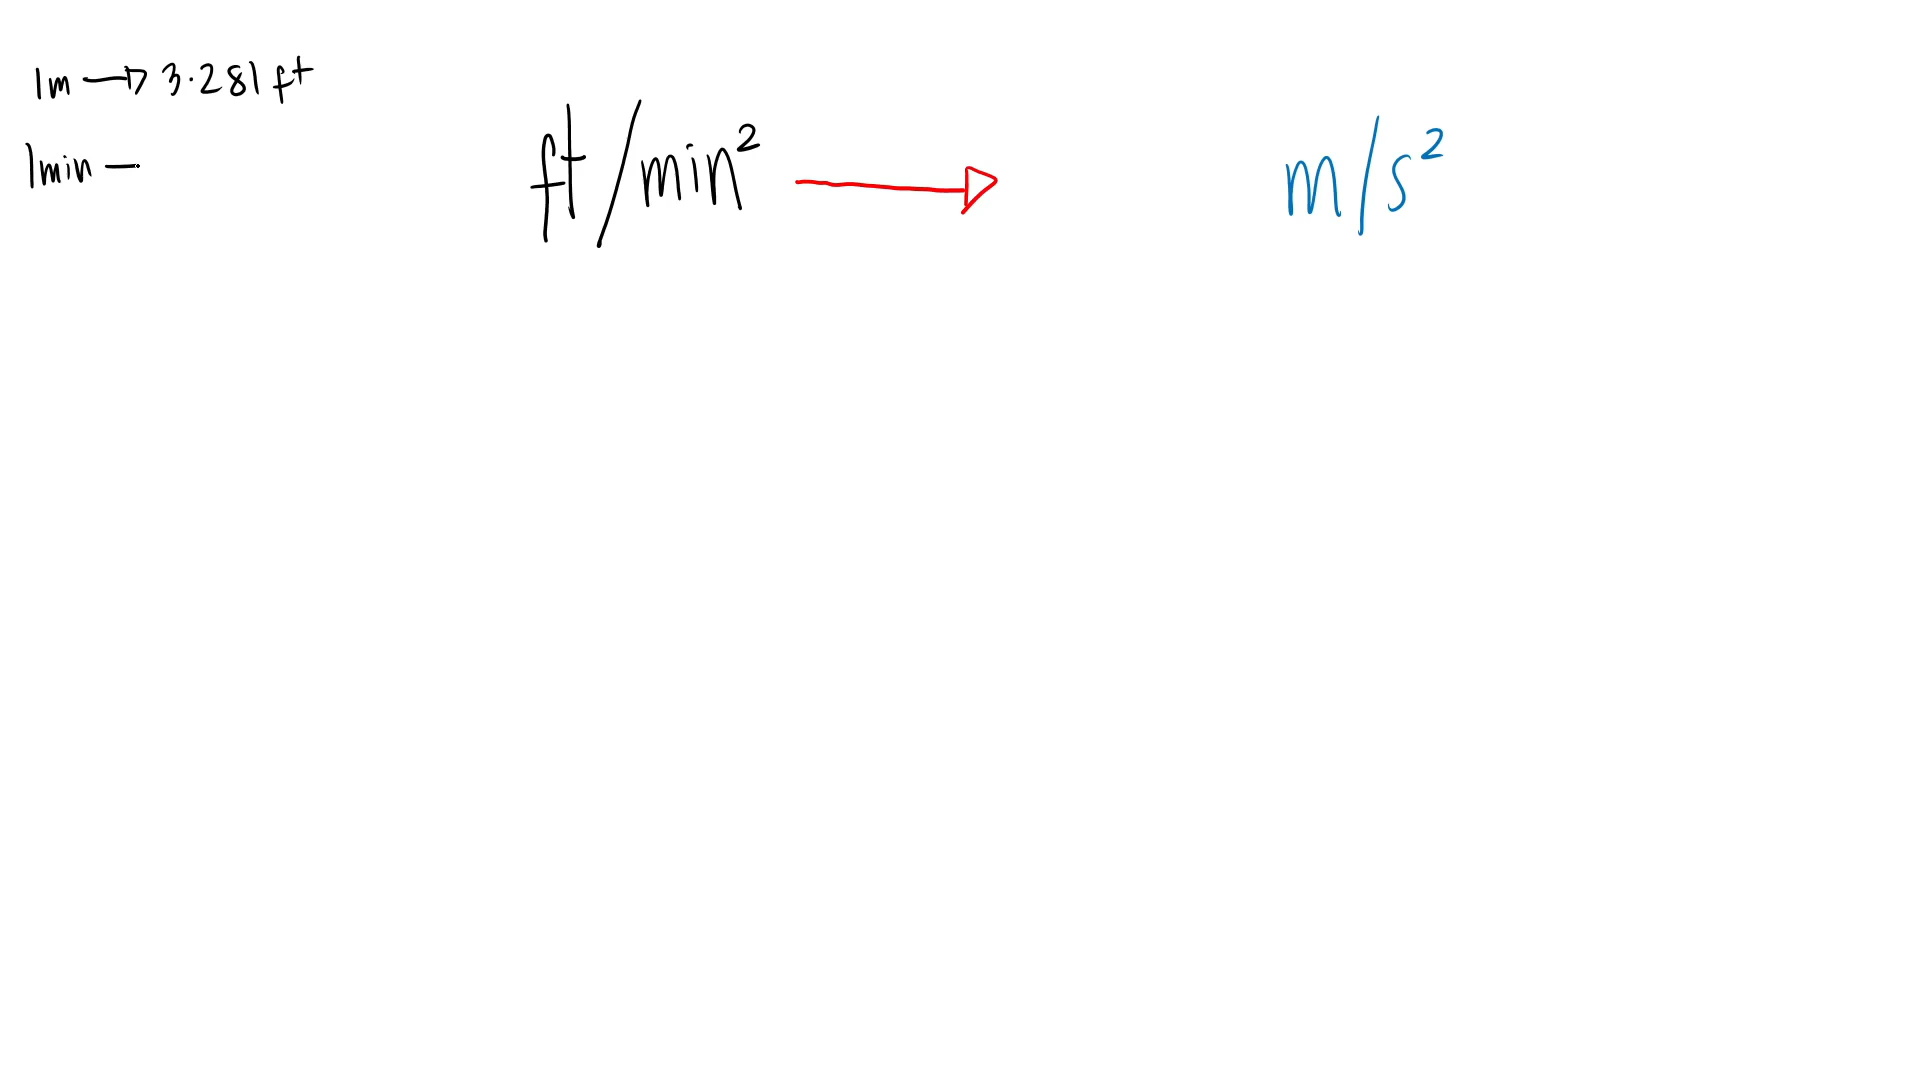 1m → 3.281 ft
1min —
ft/min² → m/s²